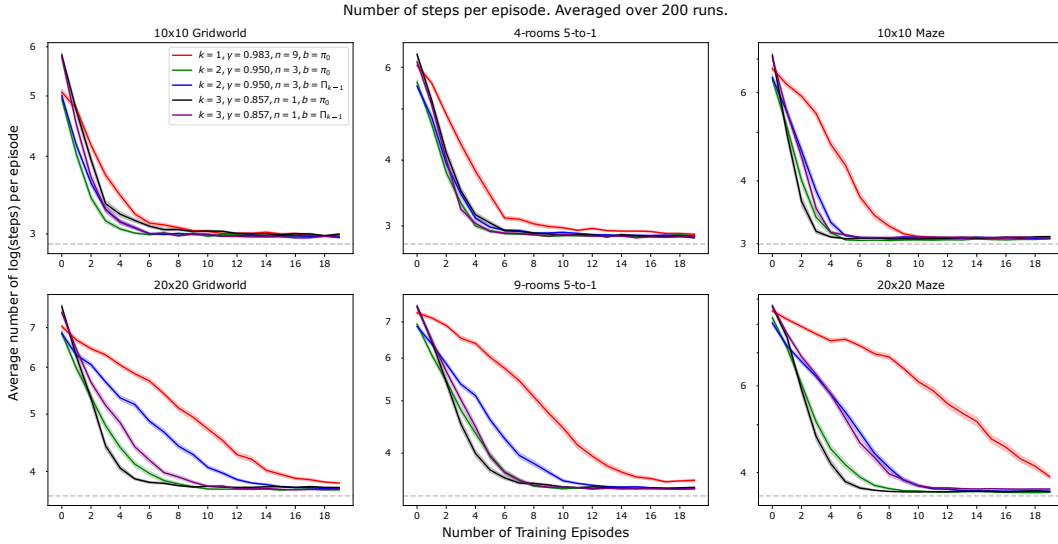 Number of steps per episode. Averaged over 200 runs.
10x10 Gridworld
4-rooms 5-to-1
10x10 Maze
k = 1, γ = 0.983, n = 9, b = π₀
k = 2, γ = 0.950, n = 3, b = π₀
k = 2, γ = 0.950, n = 3, b = Πₖ₋₁
k = 3, γ = 0.857, n = 1, b = π₀
k = 3, γ = 0.857, n = 1, b = Πₖ₋₁
6
5
4
3
0 2 4 6 8 10 12 14 16 18
6
4
3
0 2 4 6 8 10 12 14 16 18
6
4
3
0 2 4 6 8 10 12 14 16 18
Average number of log(steps) per episode
20x20 Gridworld
9-rooms 5-to-1
20x20 Maze
7
6
5
4
0 2 4 6 8 10 12 14 16 18
7
6
5
4
0 2 4 6 8 10 12 14 16 18
6
4
0 2 4 6 8 10 12 14 16 18
Number of Training Episodes